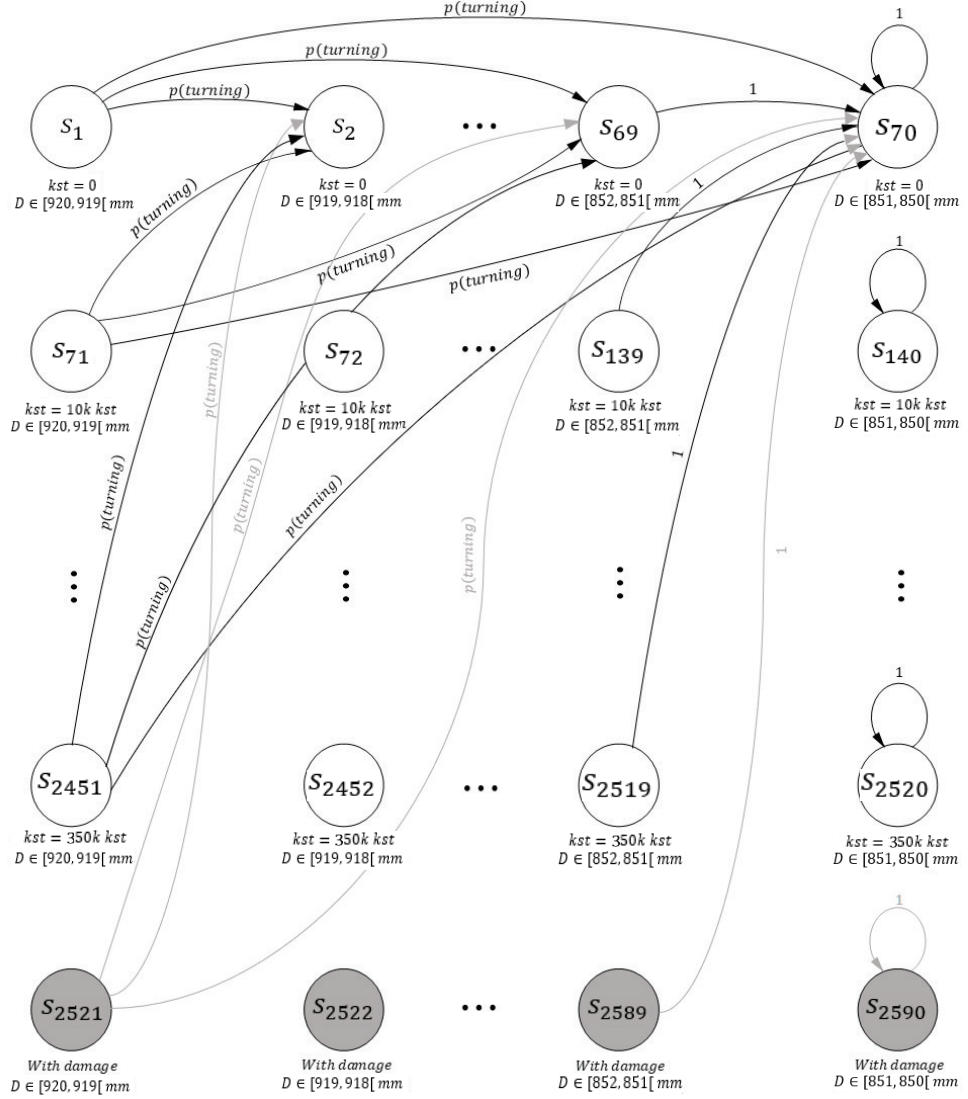 p(turning)
1
p(turning)
p(turning)
1
S1
S2
...
S69
S70
kst = 0
D ∈ [920, 919[ mm
kst = 0
D ∈ [919, 918[ mm
kst = 0
D ∈ [852, 851[ mm
kst = 0
D ∈ [851, 850[ mm
p(turning)
p(turning)
p(turning)
1
1
S71
S72
...
S139
S140
p(turning)
kst = 10k kst
D ∈ [920, 919[ mm
kst = 10k kst
D ∈ [919, 918[ mm
kst = 10k kst
D ∈ [852, 851[ mm
kst = 10k kst
D ∈ [851, 850[ mm
p(turning)
p(turning)
p(turning)
p(turning)
p(turning)
1
1
1
S2451
S2452
...
S2519
S2520
kst = 350k kst
D ∈ [920, 919[ mm
kst = 350k kst
D ∈ [919, 918[ mm
kst = 350k kst
D ∈ [852, 851[ mm
kst = 350k kst
D ∈ [851, 850[ mm
1
S2521
S2522
...
S2589
S2590
With damage
D ∈ [920, 919[ mm
With damage
D ∈ [919, 918[ mm
With damage
D ∈ [852, 851[ mm
With damage
D ∈ [851, 850[ mm